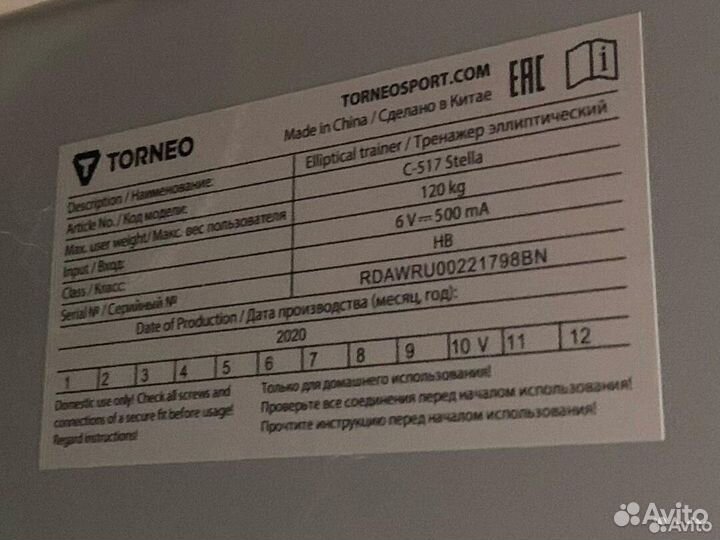 TORNEO
TORNEOSPORT.COM
Made in China / Сделано в Китае
EAC
i
Description / Наименование: Elliptical trainer / Тренажер эллиптический
Article No. / Код модели: C-517 Stella
Max. user weight/ Макс. вес пользователя 120 kg
Input / Вход: 6 V⎓500 mA
Class / Класс: HB
Serial № / Серийный № RDAWRU00221798BN
Date of Production / Дата производства (месяц, год):
2020
1 2 3 4 5 6 7 8 9 10 V 11 12
Domestic use only! Check all screws and
connections of a secure fit before usage!
Regard instructions!
Только для домашнего использования!
Проверьте все соединения перед началом использования!
Прочтите инструкцию перед началом использования!
Avito
Avito